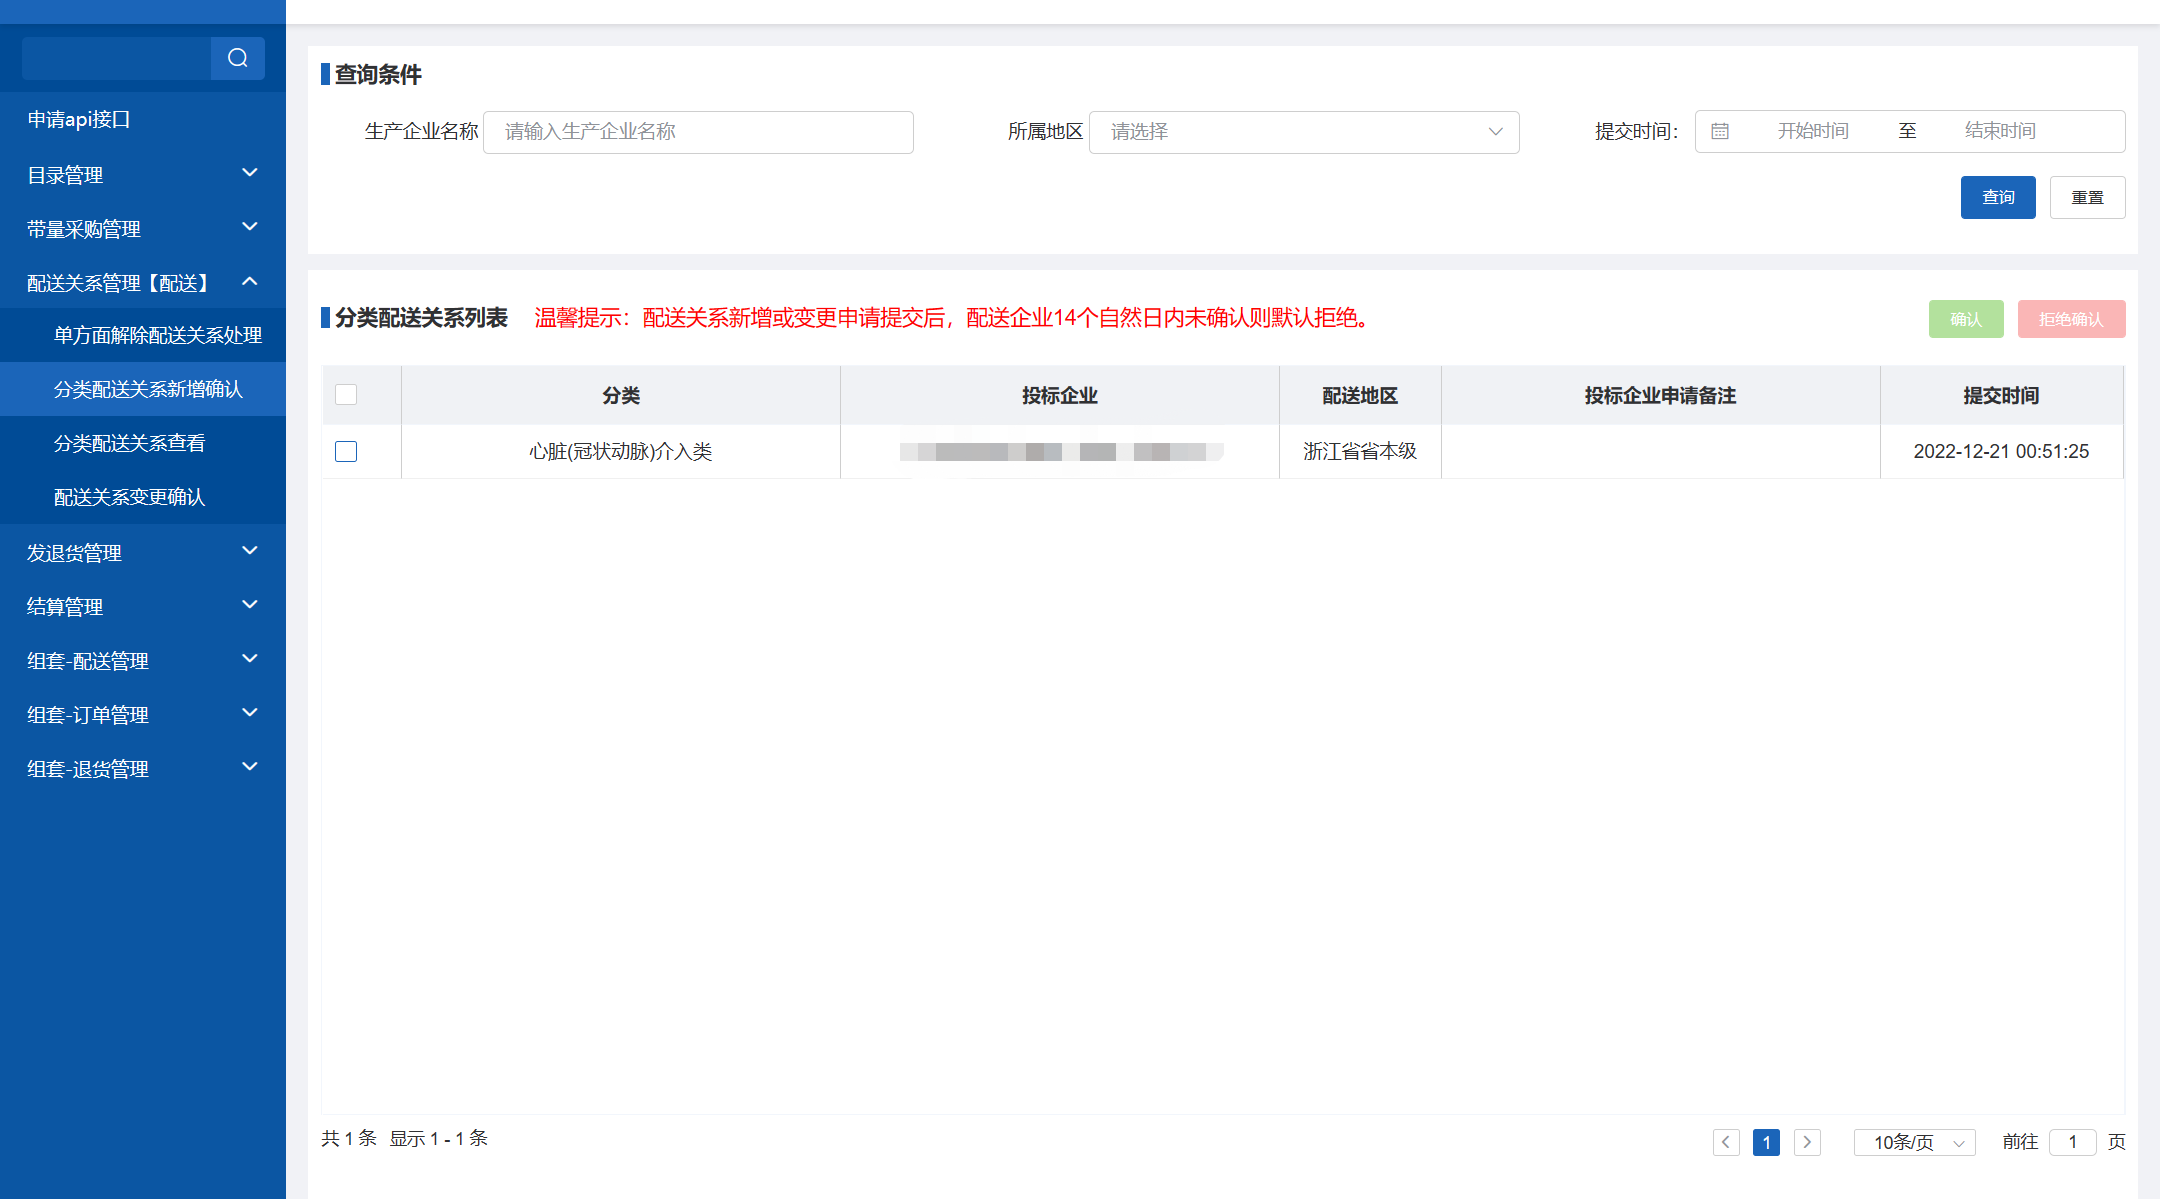 申请api接口
目录管理
带量采购管理
配送关系管理【配送】
单方面解除配送关系处理
分类配送关系新增确认
分类配送关系查看
配送关系变更确认
发退货管理
结算管理
组套-配送管理
组套-订单管理
组套-退货管理
查询条件
生产企业名称 请输入生产企业名称 所属地区 请选择 提交时间： 开始时间 至 结束时间
查询 重置
分类配送关系列表 温馨提示：配送关系新增或变更申请提交后，配送企业14个自然日内未确认则默认拒绝。 确认 拒绝确认
分类 投标企业 配送地区 投标企业申请备注 提交时间
心脏(冠状动脉)介入类 浙江省省本级 2022-12-21 00:51:25
共 1 条 显示 1 - 1 条 1 10条/页 前往 1 页